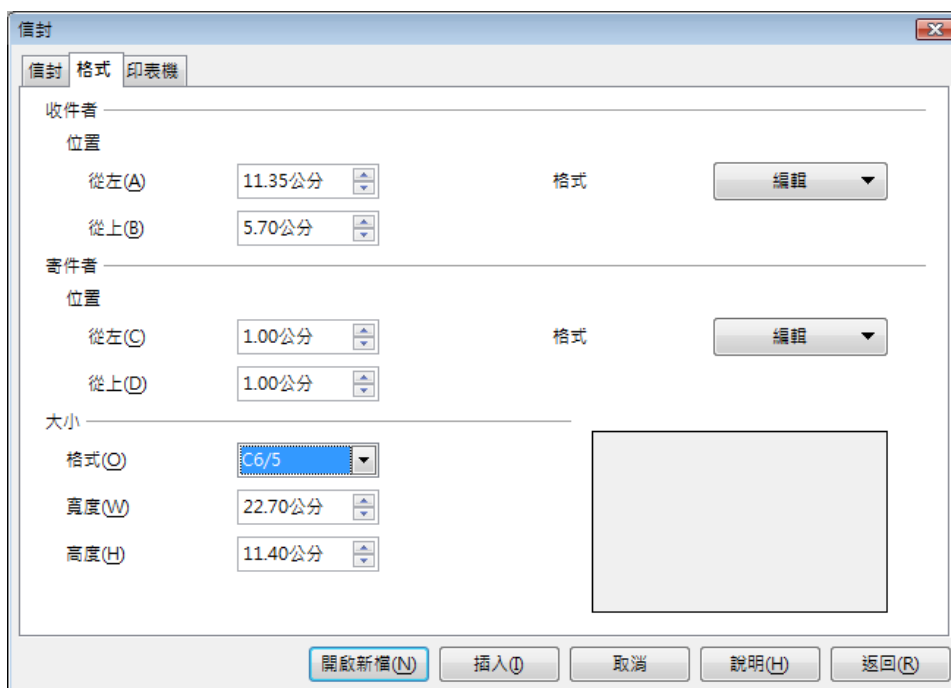 信封
信封 格式 印表機
收件者
位置
從左(A) 11.35公分 格式 編輯
從上(B) 5.70公分
寄件者
位置
從左(C) 1.00公分 格式 編輯
從上(D) 1.00公分
大小
格式(O) C6/5
寬度(W) 22.70公分
高度(H) 11.40公分
開啟新檔(N) 插入(I) 取消 說明(H) 返回(R)